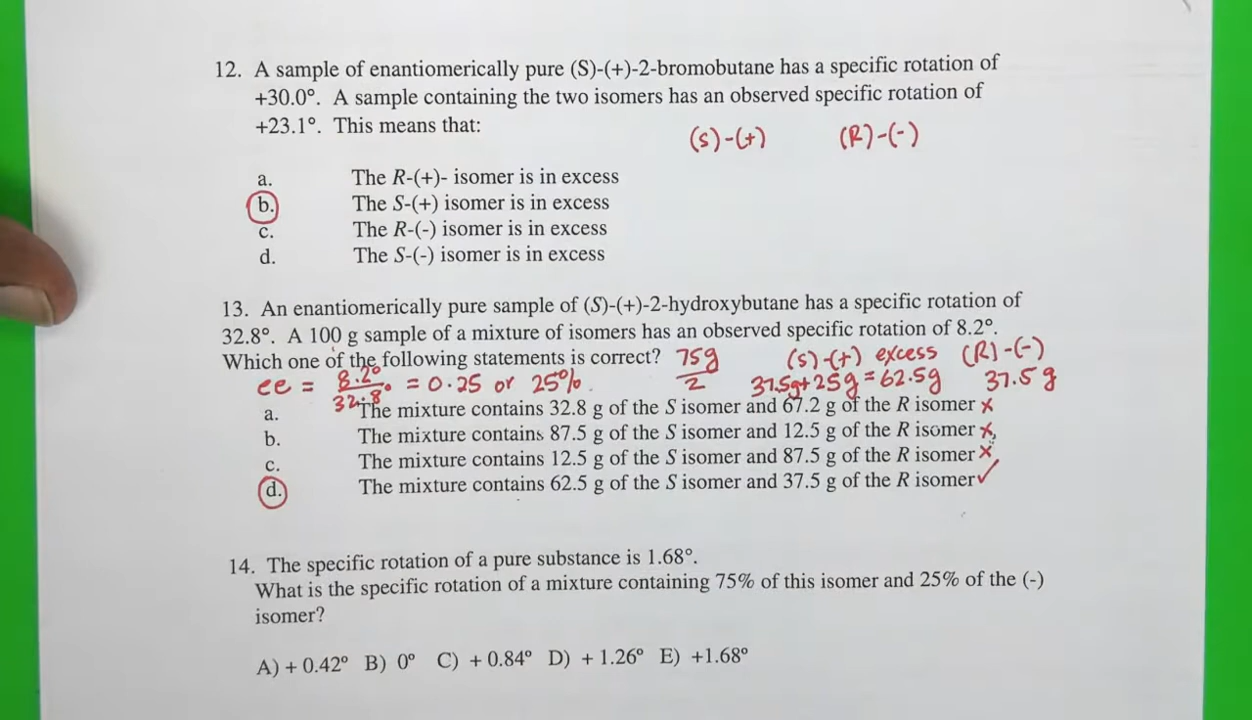 12. A sample of enantiomerically pure (S)-(+)-2-bromobutane has a specific rotation of
+30.0°. A sample containing the two isomers has an observed specific rotation of
+23.1°. This means that:
(S)-(+) (R)-(-)
a. The R-(+)- isomer is in excess
b. The S-(+) isomer is in excess
c. The R-(-) isomer is in excess
d. The S-(-) isomer is in excess
13. An enantiomerically pure sample of (S)-(+)-2-hydroxybutane has a specific rotation of
32.8°. A 100 g sample of a mixture of isomers has an observed specific rotation of 8.2°.
Which one of the following statements is correct? 75g/2 (S)-(+) excess (R)-(-)
ee = 8.2°/32.8° = 0.25 or 25%. 37.5g+25g = 62.5g 37.5g
a. The mixture contains 32.8 g of the S isomer and 67.2 g of the R isomer ×
b. The mixture contains 87.5 g of the S isomer and 12.5 g of the R isomer ×
c. The mixture contains 12.5 g of the S isomer and 87.5 g of the R isomer ×
d. The mixture contains 62.5 g of the S isomer and 37.5 g of the R isomer ✓
14. The specific rotation of a pure substance is 1.68°.
What is the specific rotation of a mixture containing 75% of this isomer and 25% of the (-)
isomer?
A) + 0.42° B) 0° C) + 0.84° D) + 1.26° E) +1.68°